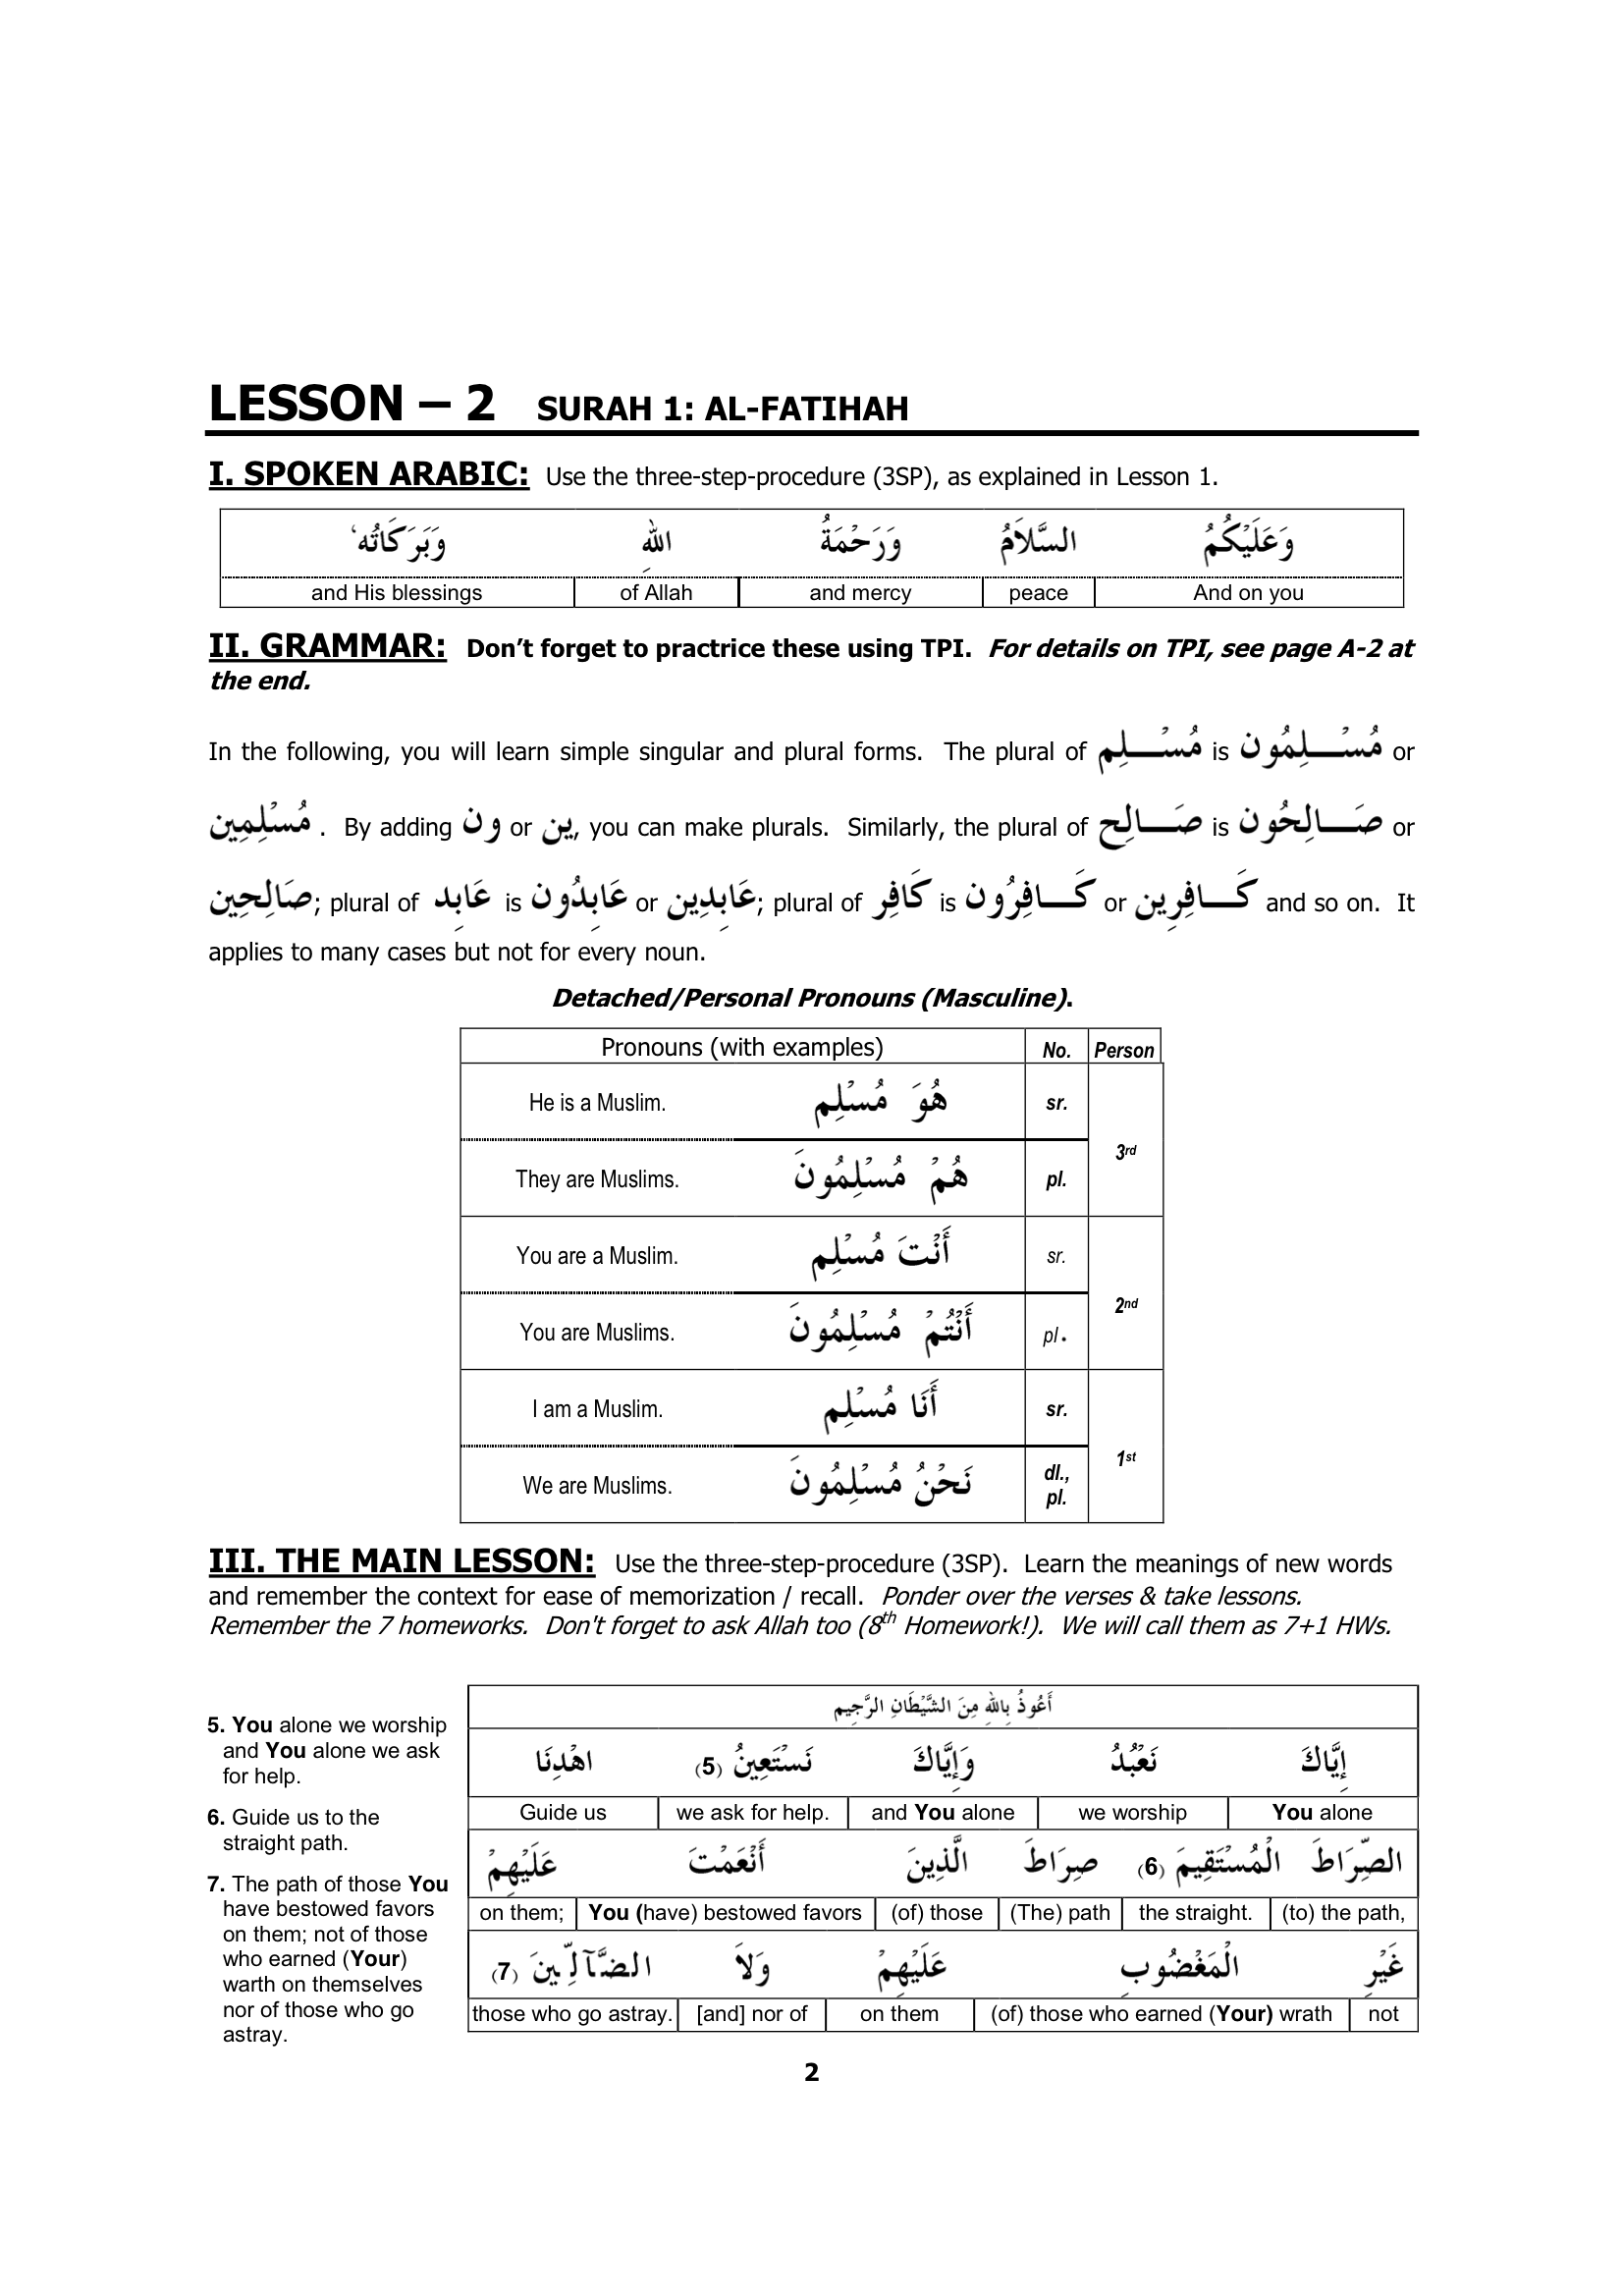 LESSON – 2 SURAH 1: AL-FATIHAH
I. SPOKEN ARABIC: Use the three-step-procedure (3SP), as explained in Lesson 1.
وَعَلَيْكُمُ السَّلاَمُ وَرَحْمَةُ اللهِ وَبَرَكَاتُه‘
and His blessings of Allah and mercy peace And on you
II. GRAMMAR: Don’t forget to practrice these using TPI. For details on TPI, see page A-2 at
the end.
In the following, you will learn simple singular and plural forms. The plural of مُسْـــلِم is مُسْـــلِمُون or
مُسْلِمِين . By adding ون or ين, you can make plurals. Similarly, the plural of صَـــالِح is صَـــالِحُون or
صَالِحِين; plural of عَابِد is عَابِدُون or عَابِدِين; plural of كَافِر is كَـــافِرُون or كَـــافِرِين and so on. It
applies to many cases but not for every noun.
Detached/Personal Pronouns (Masculine).
Pronouns (with examples) No. Person
He is a Muslim. هُوَ مُسْلِم sr. 3rd
They are Muslims. هُمْ مُسْلِمُونَ pl.
You are a Muslim. أَنْتَ مُسْلِم sr. 2nd
You are Muslims. أَنْتُمْ مُسْلِمُونَ pl.
I am a Muslim. أَنَا مُسْلِم sr. 1st
We are Muslims. نَحْنُ مُسْلِمُونَ dl., pl.
III. THE MAIN LESSON: Use the three-step-procedure (3SP). Learn the meanings of new words
and remember the context for ease of memorization / recall. Ponder over the verses & take lessons.
Remember the 7 homeworks. Don't forget to ask Allah too (8th Homework!). We will call them as 7+1 HWs.
5. You alone we worship
and You alone we ask
for help.
6. Guide us to the
straight path.
7. The path of those You
have bestowed favors
on them; not of those
who earned (Your)
warth on themselves
nor of those who go
astray.
أَعُوذُ بِاللهِ مِنَ الشَّيْطَانِ الرَّجِيم
إِيَّاكَ نَعْبُدُ وَإِيَّاكَ نَسْتَعِينُ (5) اهْدِنَا
Guide us we ask for help. and You alone we worship You alone
الصِّرَاطَ الْمُسْتَقِيمَ (6) صِرَاطَ الَّذِينَ أَنْعَمْتَ عَلَيْهِمْ
on them; You (have) bestowed favors (of) those (The) path the straight. (to) the path,
غَيْرِ الْمَغْضُوبِ عَلَيْهِمْ وَلاَ الضَّآلِّينَ (7)
those who go astray. [and] nor of on them (of) those who earned (Your) wrath not
2